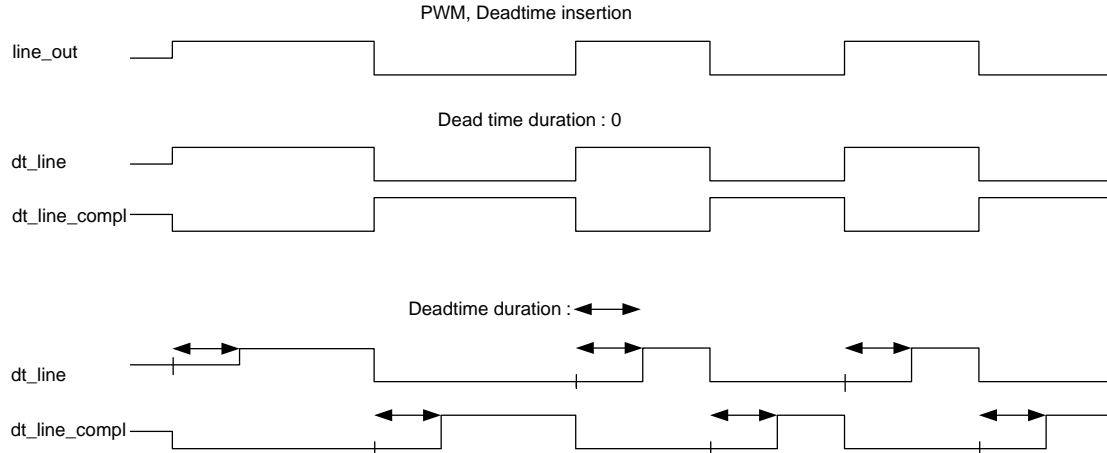 PWM, Deadtime insertion
line_out
Dead time duration : 0
dt_line
dt_line_compl
Deadtime duration :
dt_line
dt_line_compl